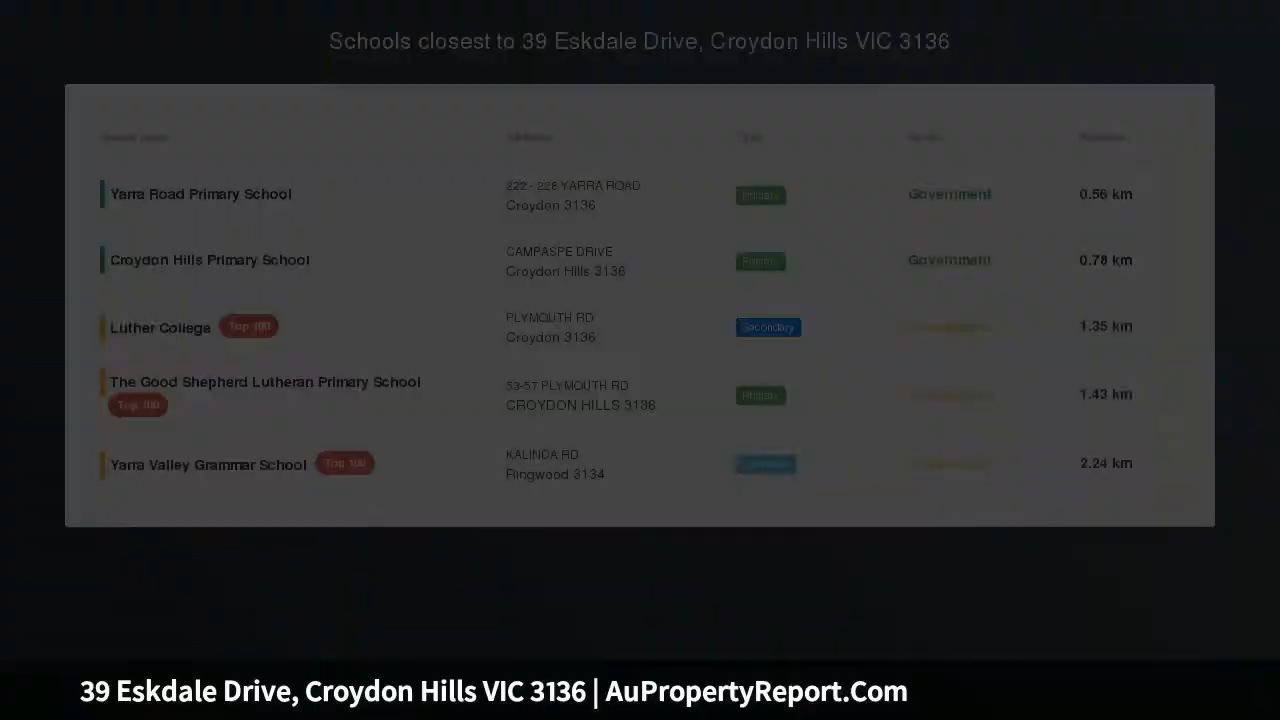 Schools closest to 39 Eskdale Drive, Croydon Hills VIC 3136
Yarra Road Primary School
222 - 228 YARRA ROAD
Croydon 3136
Primary
Government
0.56 km
Croydon Hills Primary School
CAMPASPE DRIVE
Croydon Hills 3136
Primary
Government
0.78 km
Luther College Top 100
PLYMOUTH RD
Croydon 3136
Secondary
1.35 km
The Good Shepherd Lutheran Primary School
Top 100
53-57 PLYMOUTH RD
CROYDON HILLS 3136
Primary
1.43 km
Yarra Valley Grammar School Top 100
KALINDA RD
Ringwood 3134
2.24 km
39 Eskdale Drive, Croydon Hills VIC 3136 | AuPropertyReport.Com